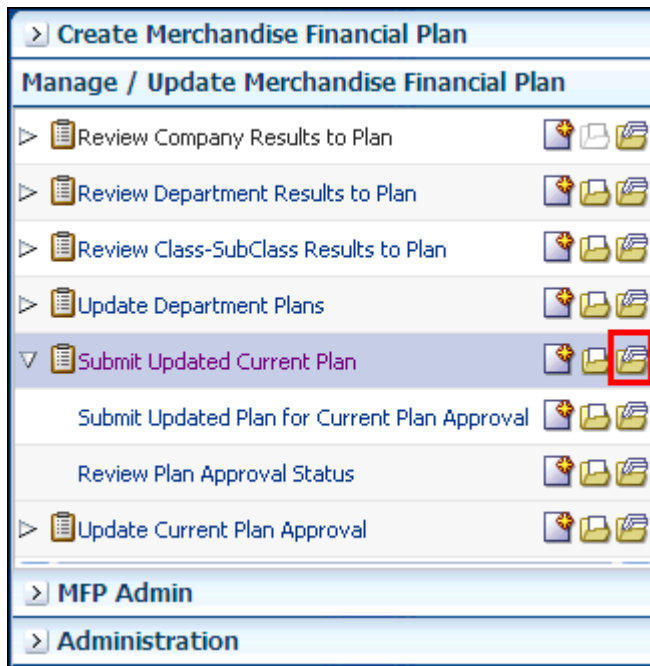 Create Merchandise Financial Plan
Manage / Update Merchandise Financial Plan
Review Company Results to Plan
Review Department Results to Plan
Review Class-SubClass Results to Plan
Update Department Plans
Submit Updated Current Plan
Submit Updated Plan for Current Plan Approval
Review Plan Approval Status
Update Current Plan Approval
MFP Admin
Administration